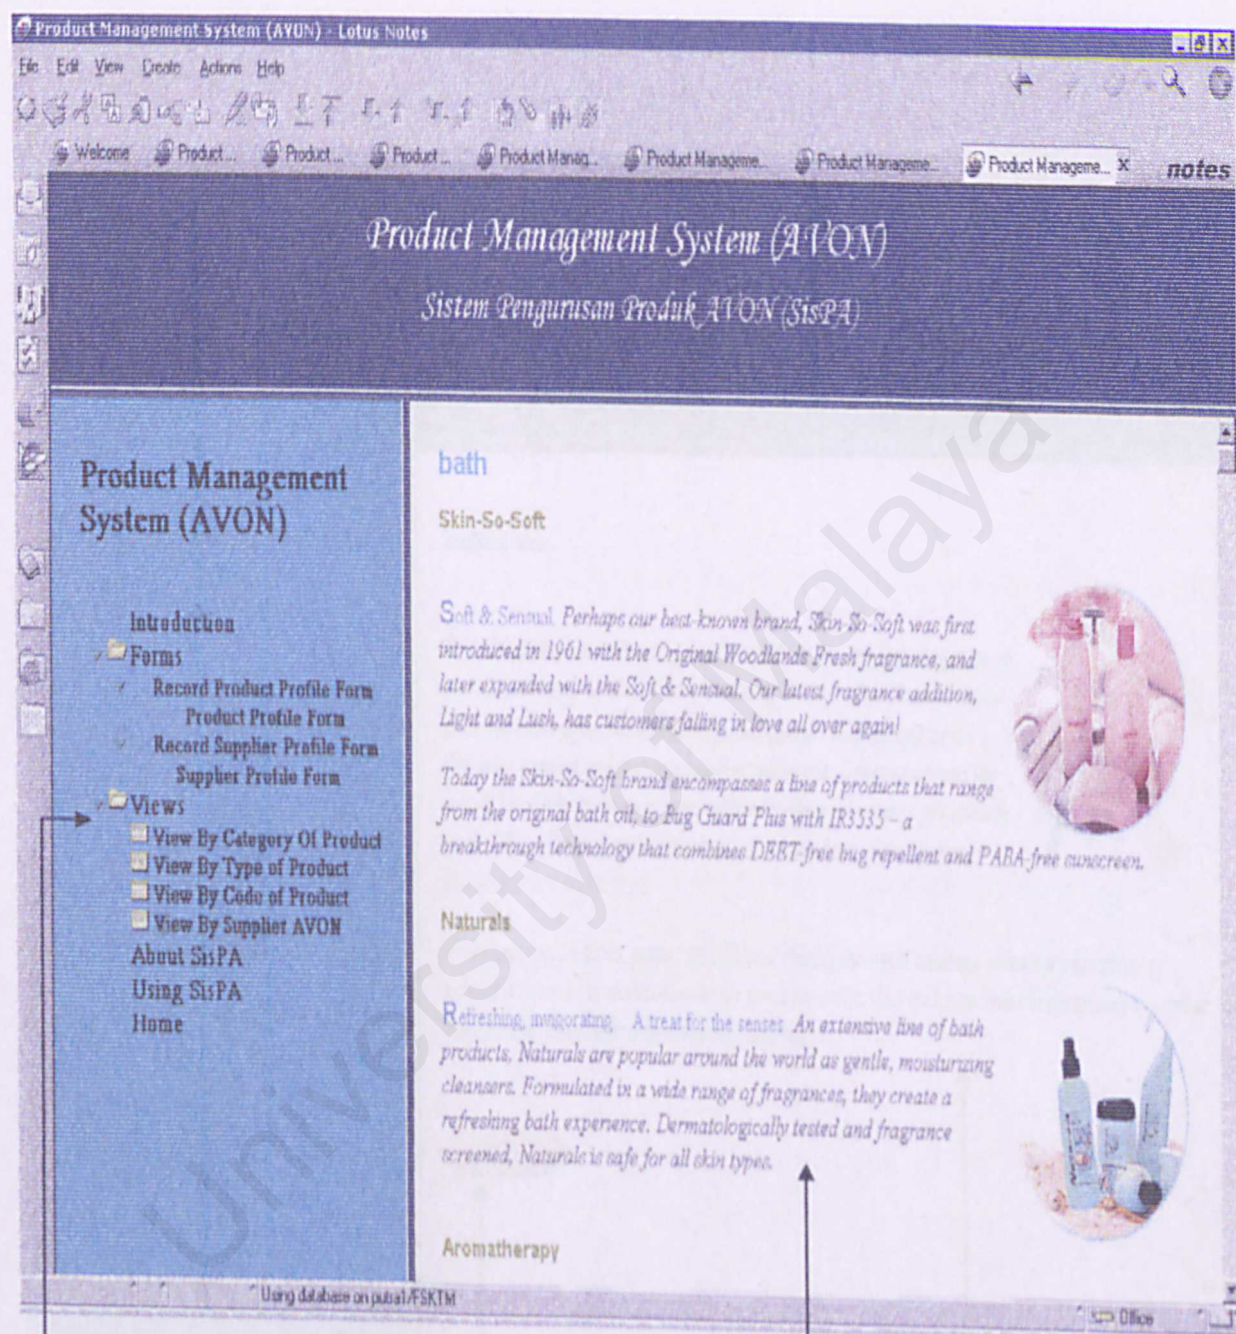 Product Management System (AVON) - Lotus Notes
File Edit View Create Actions Help
Welcome Product... Product... Product... Product Manag... Product Manageme... Product Manageme... Product Manageme... X notes
Product Management System (AVON)
Sistem Pengurusan Produk AVON (SisPA)
Product Management
System (AVON)
Introduction
Forms
Record Product Profile Form
Product Profile Form
Record Supplier Profile Form
Supplier Profile Form
Views
View By Category Of Product
View By Type of Product
View By Code of Product
View By Supplier AVON
About SisPA
Using SisPA
Home
bath
Skin-So-Soft
Soft & Sensual. Perhaps our best-known brand, Skin-So-Soft was first
introduced in 1961 with the Original Woodlands Fresh fragrance, and
later expanded with the Soft & Sensual. Our latest fragrance addition,
Light and Lush, has customers falling in love all over again!
Today the Skin-So-Soft brand encompasses a line of products that range
from the original bath oil, to Bug Guard Plus with IR3535 – a
breakthrough technology that combines DEET-free bug repellent and PABA-free sunscreen.
Naturals
Refreshing, invigorating... A treat for the senses. An extensive line of bath
products, Naturals are popular around the world as gentle, moisturizing
cleansers. Formulated in a wide range of fragrances, they create a
refreshing bath experience. Dermatologically tested and fragrance
screened, Naturals is safe for all skin types.
Aromatherapy
Using database on putra1/FSKTM
Office
University of Malaya